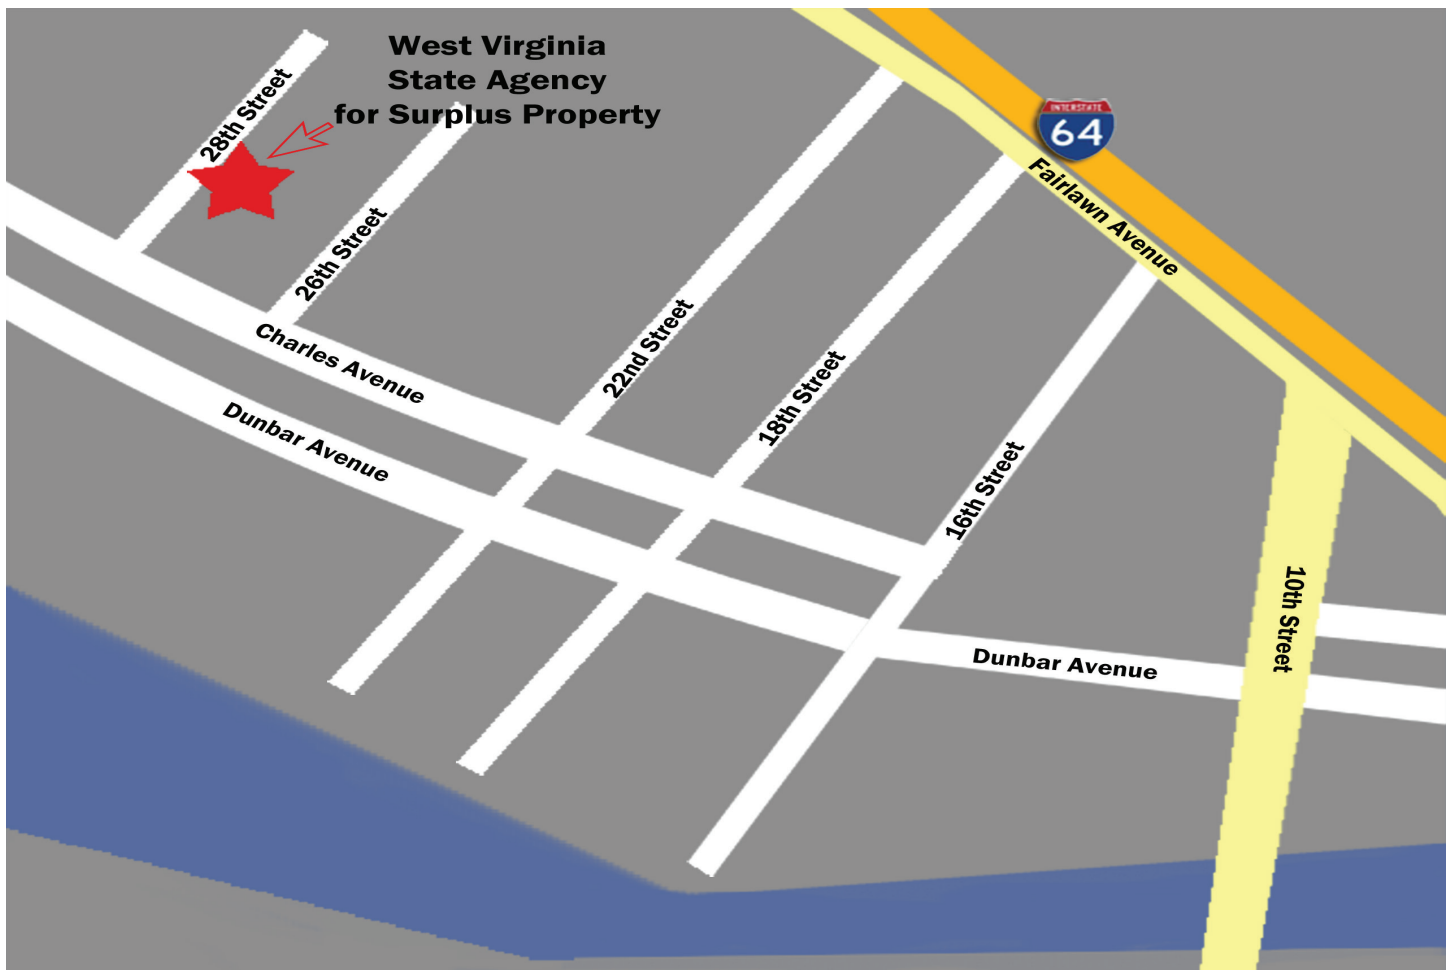 West Virginia
State Agency
for Surplus Property
28th Street
INTERSTATE
64
Fairlawn Avenue
26th Street
22nd Street
Charles Avenue
18th Street
Dunbar Avenue
16th Street
10th Street
Dunbar Avenue